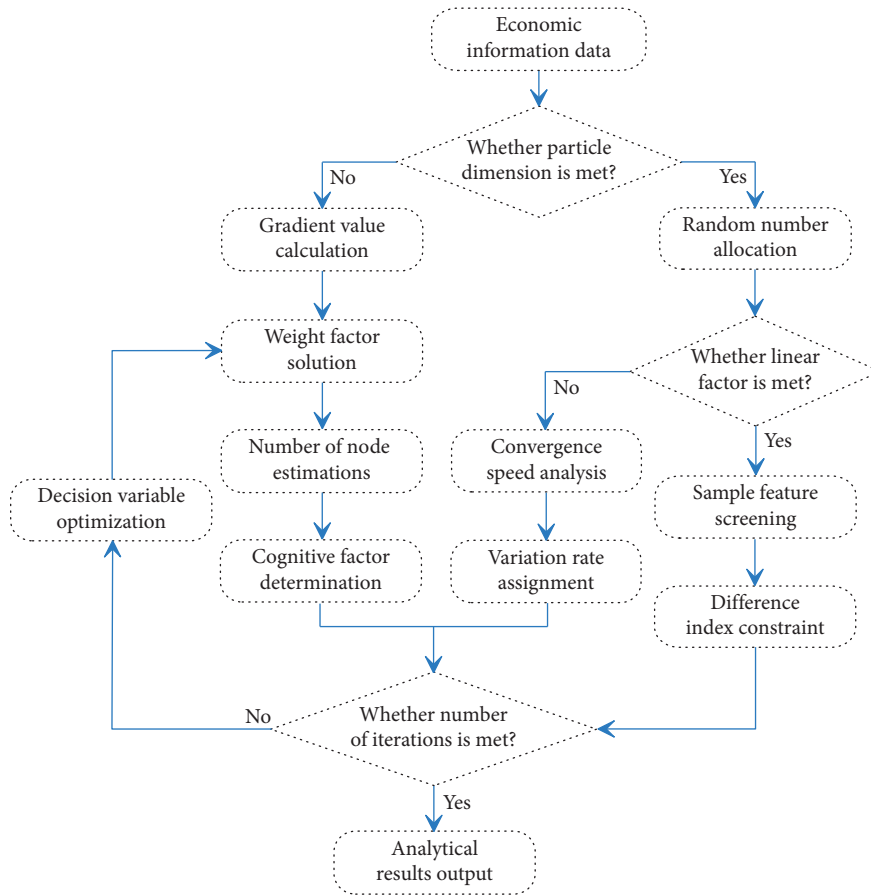 Economic
information data
Whether particle
dimension is met?
No
Yes
Gradient value
calculation
Random number
allocation
Weight factor
solution
Whether linear
factor is met?
No
Yes
Number of node
estimations
Convergence
speed analysis
Decision variable
optimization
Sample feature
screening
Cognitive factor
determination
Variation rate
assignment
Difference
index constraint
No
Whether number
of iterations is met?
Yes
Analytical
results output